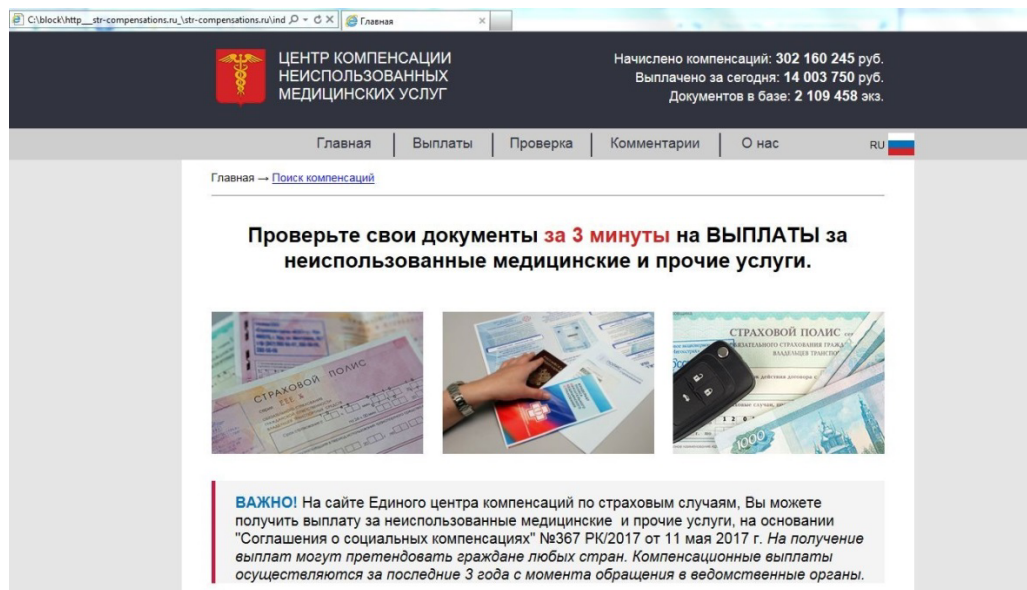 C:\block\http__str-compensations.ru_\str-compensations.ru\ind
Главная
ЦЕНТР КОМПЕНСАЦИИ
НЕИСПОЛЬЗОВАННЫХ
МЕДИЦИНСКИХ УСЛУГ
Начислено компенсаций: 302 160 245 руб.
Выплачено за сегодня: 14 003 750 руб.
Документов в базе: 2 109 458 экз.
Главная Выплаты Проверка Комментарии О нас RU
Главная → Поиск компенсаций
Проверьте свои документы за 3 минуты на ВЫПЛАТЫ за
неиспользованные медицинские и прочие услуги.
СТРАХОВОЙ ПОЛИС
СТРАХОВОЙ ПОЛИС
1000
ВАЖНО! На сайте Единого центра компенсаций по страховым случаям, Вы можете
получить выплату за неиспользованные медицинские и прочие услуги, на основании
"Соглашения о социальных компенсациях" №367 РК/2017 от 11 мая 2017 г. На получение
выплат могут претендовать граждане любых стран. Компенсационные выплаты
осуществляются за последние 3 года с момента обращения в ведомственные органы.